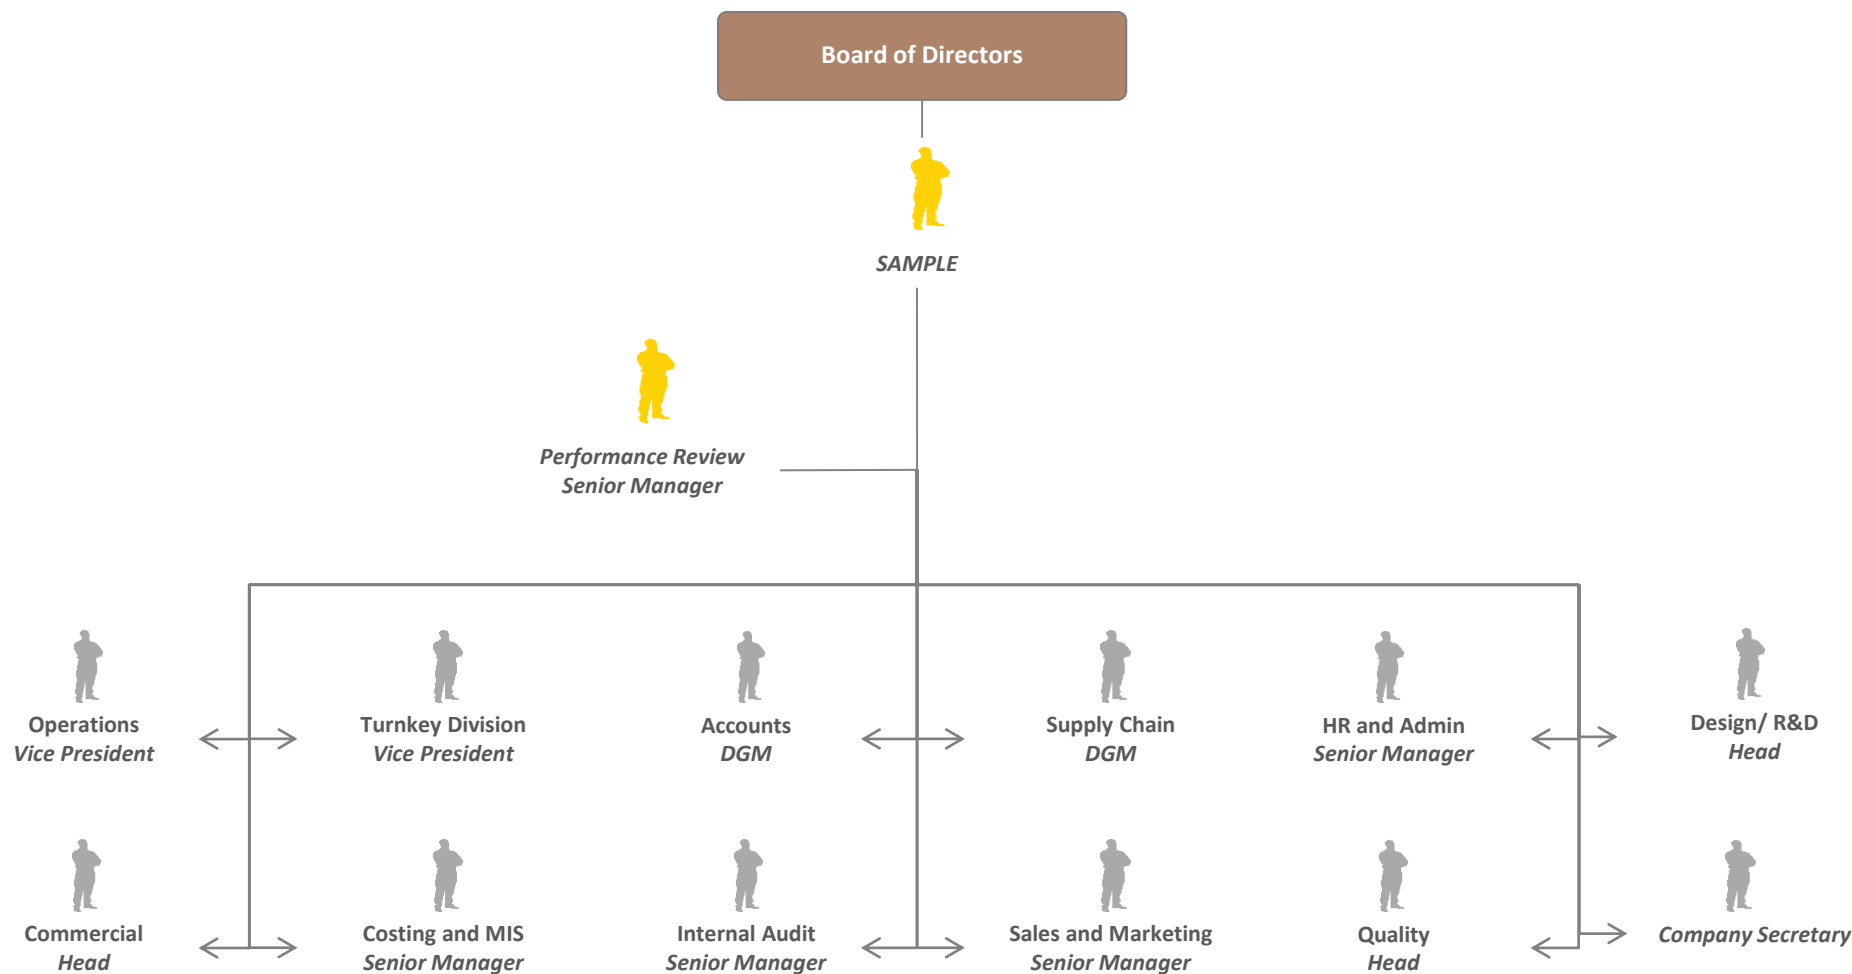 Board of Directors
SAMPLE
Performance Review
Senior Manager
Operations
Vice President
Turnkey Division
Vice President
Accounts
DGM
Supply Chain
DGM
HR and Admin
Senior Manager
Design/ R&D
Head
Commercial
Head
Costing and MIS
Senior Manager
Internal Audit
Senior Manager
Sales and Marketing
Senior Manager
Quality
Head
Company Secretary